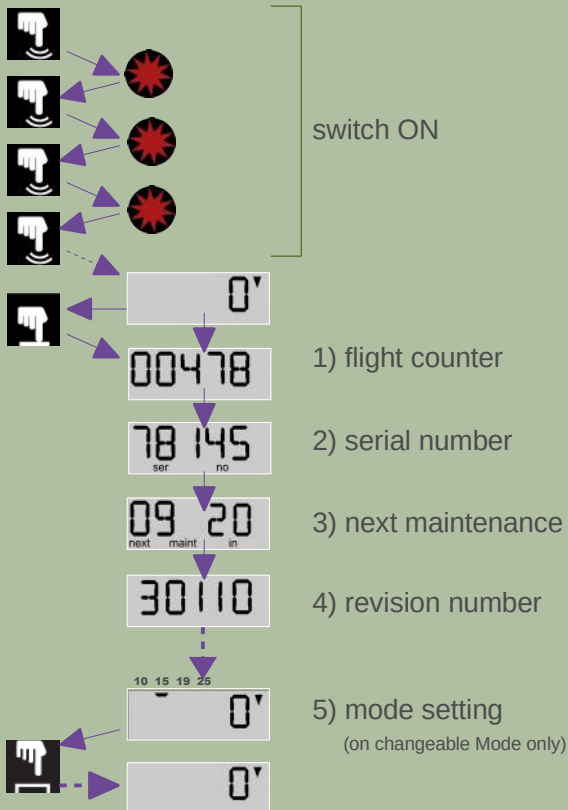 switch ON
0
00478
1) flight counter
78 145
ser no
2) serial number
09 20
next maint in
3) next maintenance
30110
4) revision number
10 15 19 25
0
5) mode setting
(on changeable Mode only)
0